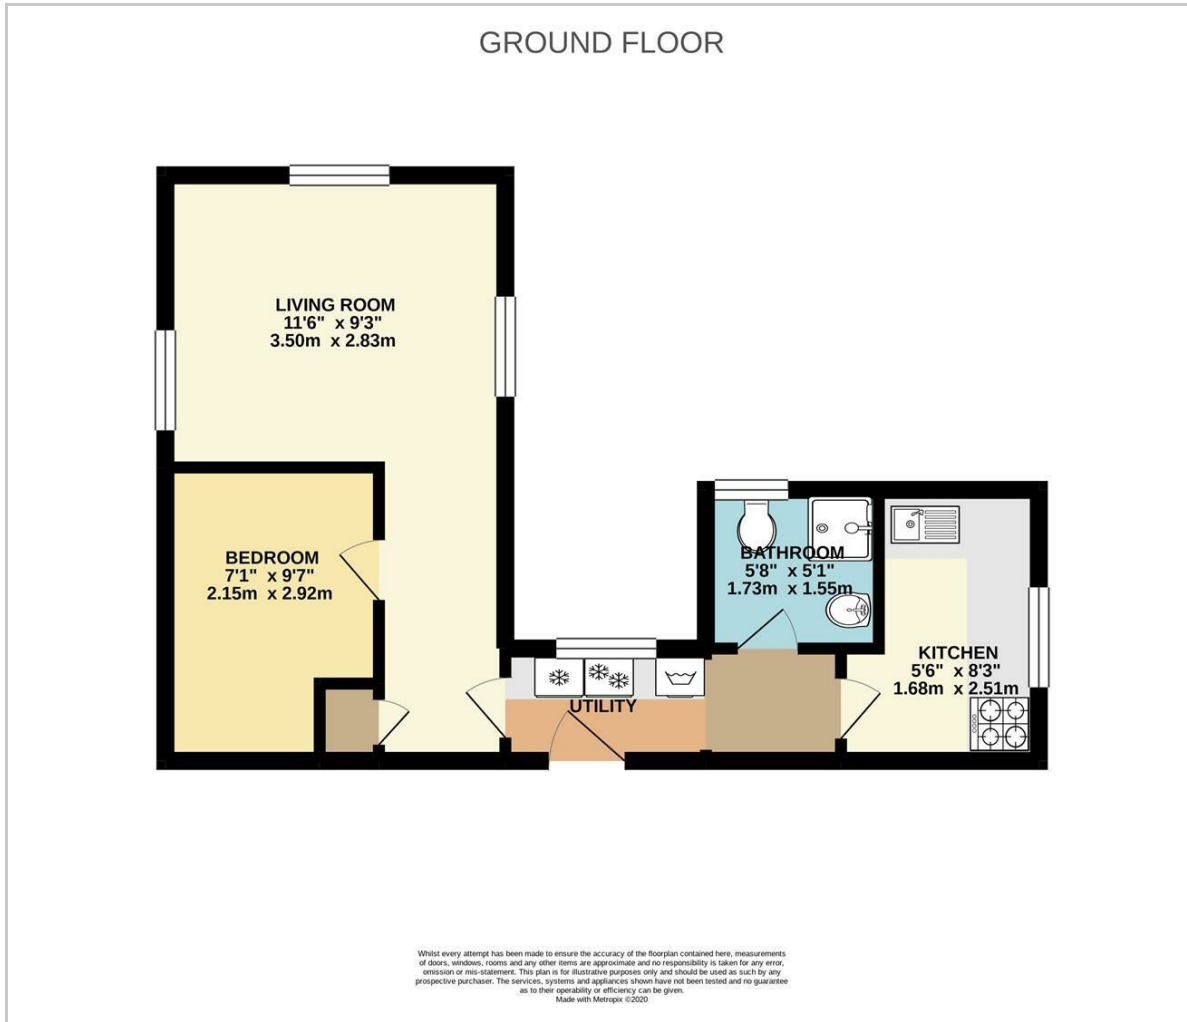 GROUND FLOOR
LIVING ROOM
11'6" x 9'3"
3.50m x 2.83m
BEDROOM
7'1" x 9'7"
2.15m x 2.92m
BATHROOM
5'8" x 5'1"
1.73m x 1.55m
KITCHEN
5'6" x 8'3"
1.68m x 2.51m
UTILITY
Whilst every attempt has been made to ensure the accuracy of the floorplan contained here, measurements
of doors, windows, rooms and any other items are approximate and no responsibility is taken for any error,
omission or mis-statement. This plan is for illustrative purposes only and should be used as such by any
prospective purchaser. The services, systems and appliances shown have not been tested and no guarantee
as to their operability or efficiency can be given.
Made with Metropix ©2020